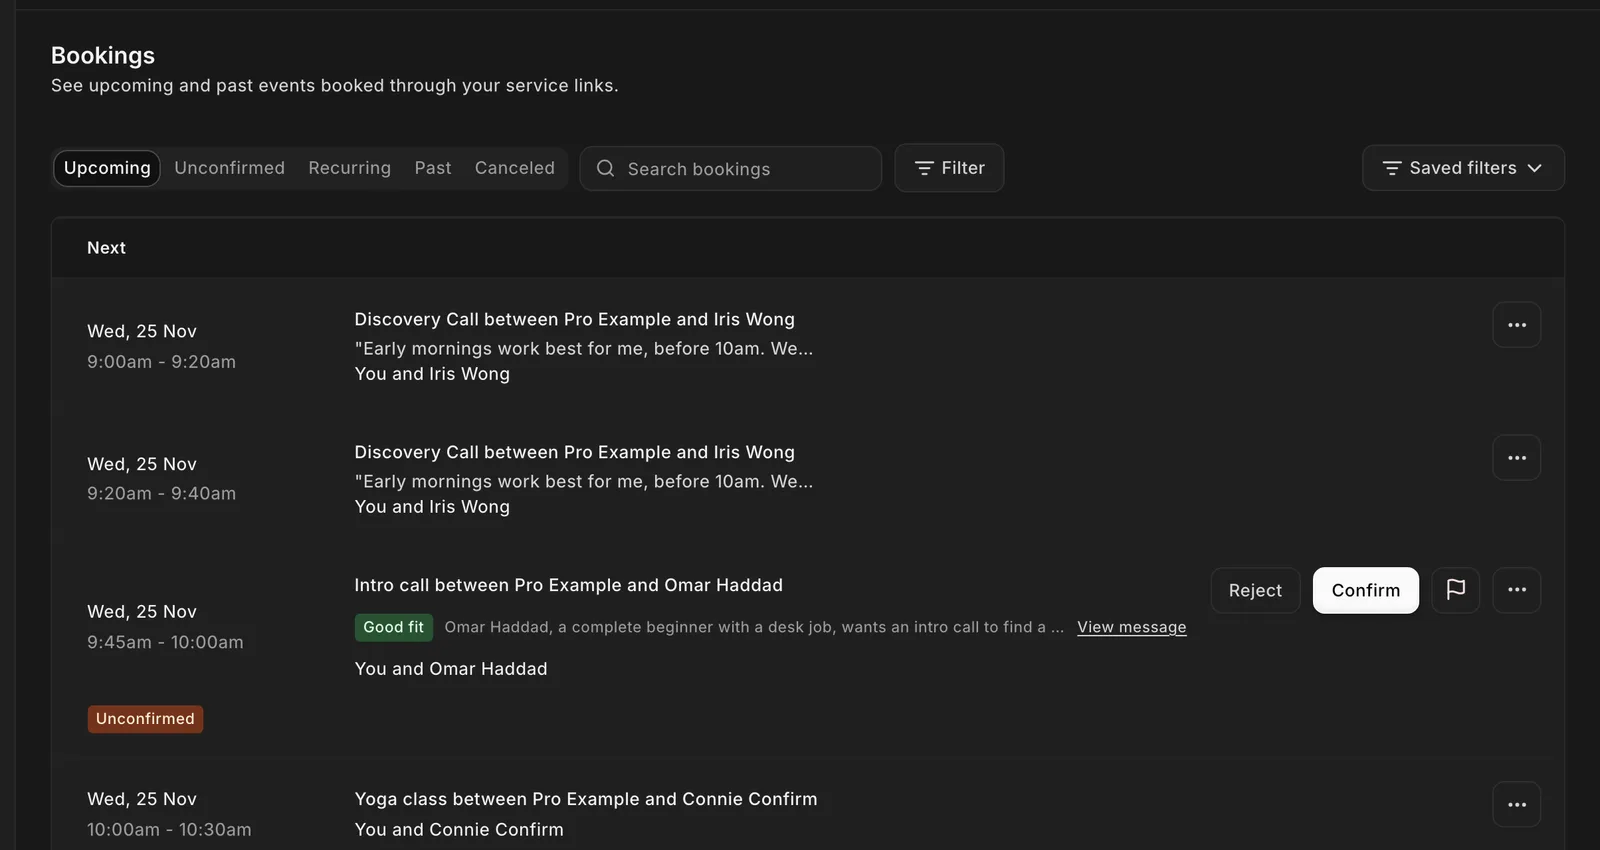 Bookings
See upcoming and past events booked through your service links.
Upcoming Unconfirmed Recurring Past Canceled Search bookings Filter Saved filters
Next
Wed, 25 Nov
9:00am - 9:20am
Discovery Call between Pro Example and Iris Wong
"Early mornings work best for me, before 10am. We...
You and Iris Wong
Wed, 25 Nov
9:20am - 9:40am
Discovery Call between Pro Example and Iris Wong
"Early mornings work best for me, before 10am. We...
You and Iris Wong
Wed, 25 Nov
9:45am - 10:00am
Unconfirmed
Intro call between Pro Example and Omar Haddad
Good fit Omar Haddad, a complete beginner with a desk job, wants an intro call to find a ... View message
You and Omar Haddad
Reject Confirm
Wed, 25 Nov
10:00am - 10:30am
Yoga class between Pro Example and Connie Confirm
You and Connie Confirm